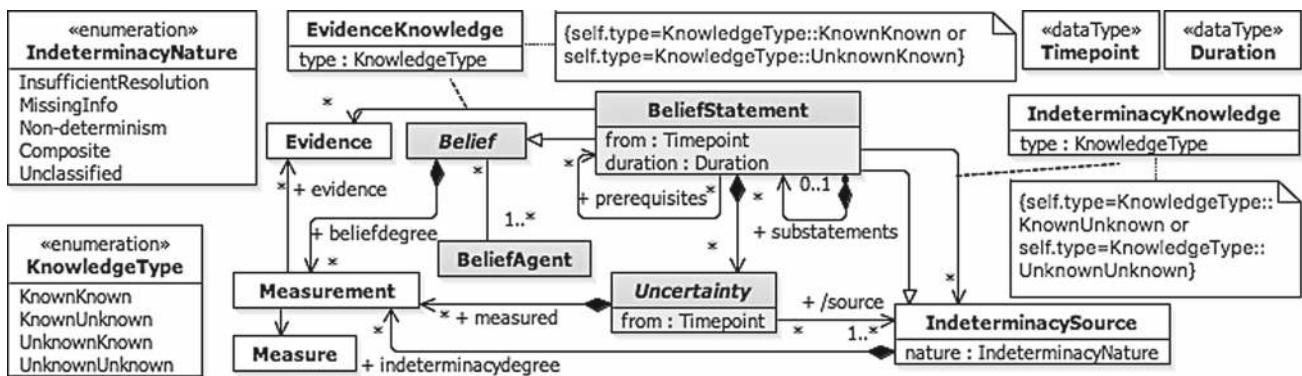 «enumeration»
IndeterminacyNature
InsufficientResolution
MissingInfo
Non-determinism
Composite
Unclassified
«enumeration»
KnowledgeType
KnownKnown
KnownUnknown
UnknownKnown
UnknownUnknown
EvidenceKnowledge
type : KnowledgeType
{self.type=KnowledgeType::KnownKnown or
self.type=KnowledgeType::UnknownKnown}
«dataType»
Timepoint
«dataType»
Duration
*
Evidence
Belief
*
BeliefStatement
from : Timepoint
duration : Duration
IndeterminacyKnowledge
type : KnowledgeType
{self.type=KnowledgeType::
KnownUnknown or
self.type=KnowledgeType::
UnknownUnknown}
* + evidence
*
1..*
BeliefAgent
*
*
+ prerequisites
*
0..1
*
+ substatements
+ beliefdegree
*
*
*
Measurement
* + measured
Uncertainty
from : Timepoint
+ /source
*
1..*
IndeterminacySource
nature : IndeterminacyNature
Measure
*
+ indeterminacydegree